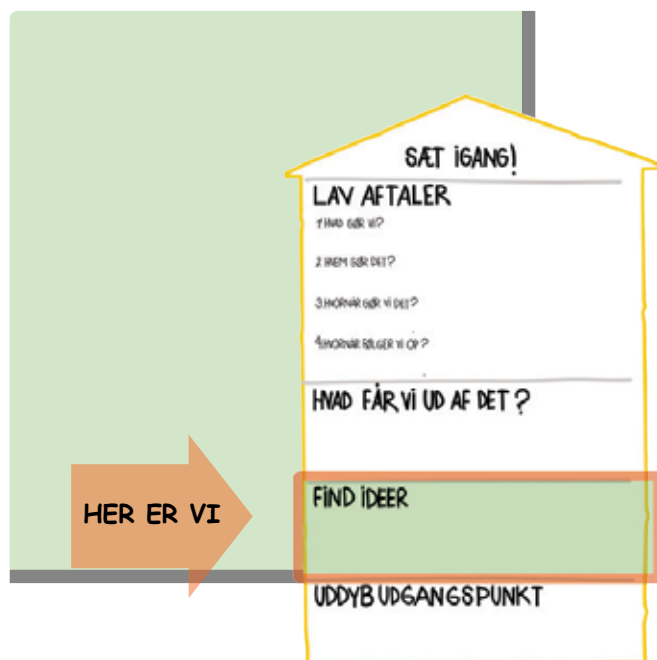 SÆT IGANG!
LAV AFTALER
1 HVAD GØR VI?
2 HVEM GØR DET?
3. HVORNÅR GØR VI DET?
4. HVORNÅR FØLGER VI OP?
HVAD FÅR VI UD AF DET?
FIND IDEER
HER ER VI
UDDYB UDGANGSPUNKT